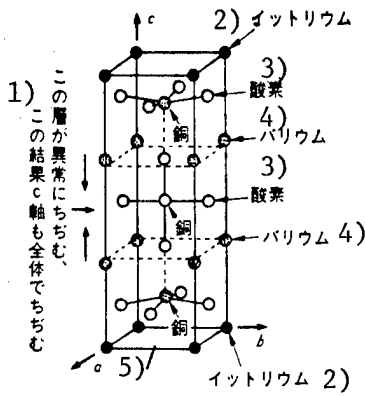 c
2) イットリウム
3)
酸素
銅
4)
バリウム
1)
この層が異常にちぢむ、
この結果c軸も全体でちぢむ
3)
酸素
銅
バリウム 4)
銅
a
5)
b
イットリウム 2)